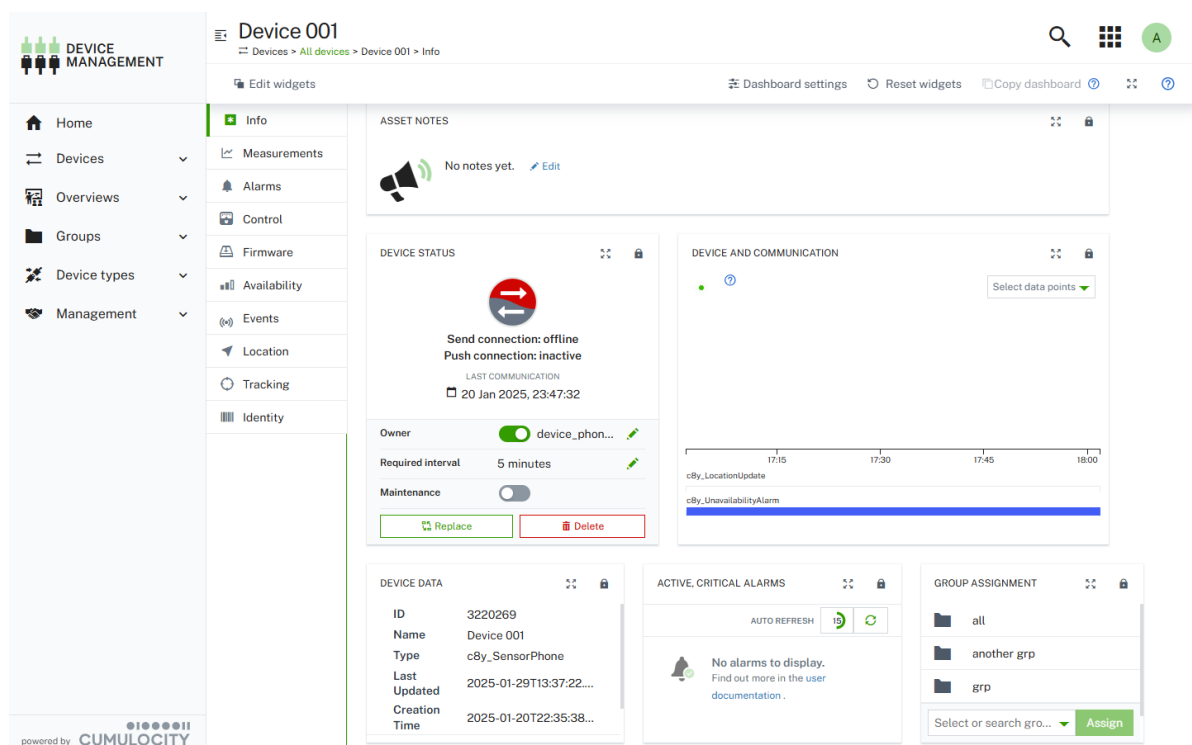 DEVICE
MANAGEMENT
Device 001
Devices > All devices > Device 001 > Info
A
Edit widgets
Dashboard settings
Reset widgets
Copy dashboard
Home
Devices
Overviews
Groups
Device types
Management
powered by CUMULOCITY
Info
Measurements
Alarms
Control
Firmware
Availability
Events
Location
Tracking
Identity
ASSET NOTES
No notes yet. Edit
DEVICE STATUS
Send connection: offline
Push connection: inactive
LAST COMMUNICATION
20 Jan 2025, 23:47:32
Owner device_phon...
Required interval 5 minutes
Maintenance
Replace Delete
DEVICE AND COMMUNICATION
Select data points
17:15 17:30 17:45 18:00
c8y_LocationUpdate
c8y_UnavailabilityAlarm
DEVICE DATA
ID 3220269
Name Device 001
Type c8y_SensorPhone
Last
Updated 2025-01-29T13:37:22....
Creation
Time 2025-01-20T22:35:38...
ACTIVE, CRITICAL ALARMS
AUTO REFRESH 15
No alarms to display.
Find out more in the user
documentation .
GROUP ASSIGNMENT
all
another grp
grp
Select or search gro... Assign